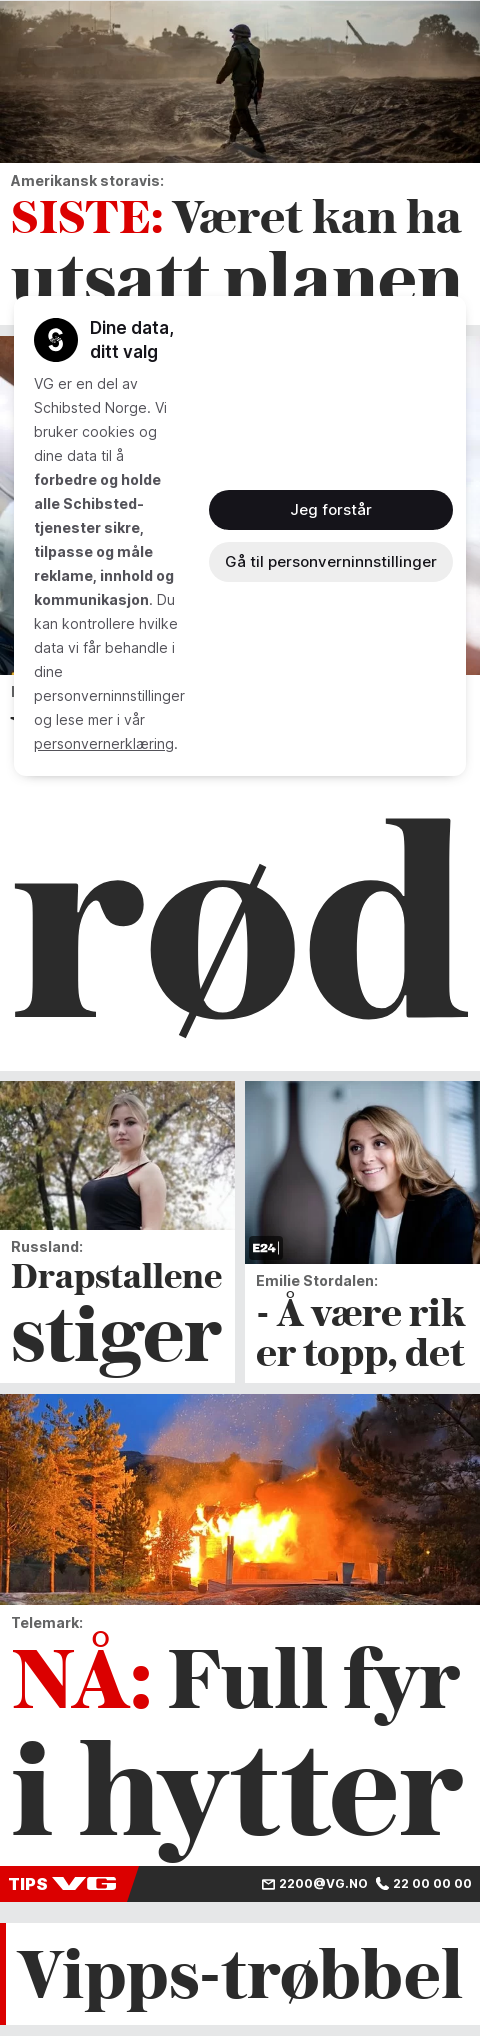 Amerikansk storavis:
SISTE: Været kan ha
utsatt planen
Dine data,
ditt valg
VG er en del av
Schibsted Norge. Vi
bruker cookies og
dine data til å
forbedre og holde
alle Schibsted-
tjenester sikre,
tilpasse og måle
reklame, innhold og
kommunikasjon. Du
kan kontrollere hvilke
data vi får behandle i
dine
personverninnstillinger
og lese mer i vår
personvernerklæring.
Jeg forstår
Gå til personverninnstillinger
rød
Russland:
Drapstallene
stiger
E24
Emilie Stordalen:
- Å være rik
er topp, det
Telemark:
NÅ: Full fyr
i hytter
TIPS VG
2200@VG.NO 22 00 00 00
Vipps-trøbbel